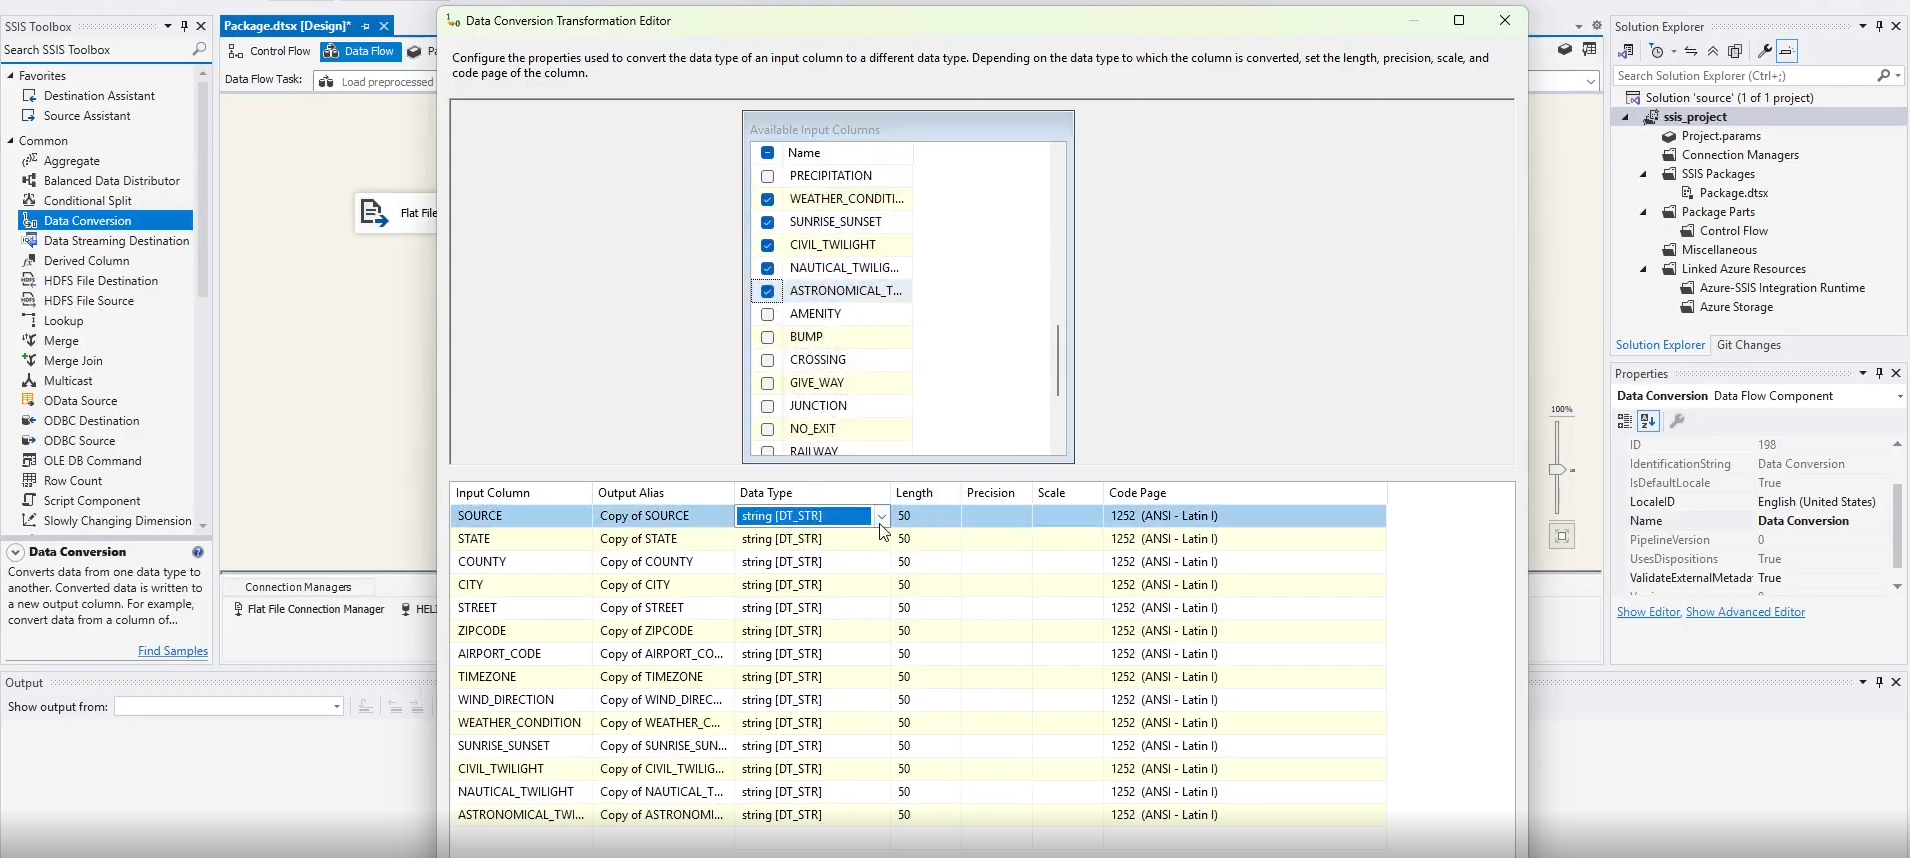 SSIS Toolbox
Search SSIS Toolbox
Favorites
Destination Assistant
Source Assistant
Common
Aggregate
Balanced Data Distributor
Conditional Split
Data Conversion
Data Streaming Destination
Derived Column
HDFS File Destination
HDFS File Source
Lookup
Merge
Merge Join
Multicast
OData Source
ODBC Destination
ODBC Source
OLE DB Command
Row Count
Script Component
Slowly Changing Dimension
Data Conversion
Converts data from one data type to
another. Converted data is written to
a new output column. For example,
convert data from a column of...
Find Samples
Package.dtsx [Design]*
Control Flow
Data Flow
Pa
Data Flow Task:
Load preprocessed
Flat File
Connection Managers
Flat File Connection Manager
HELI
Output
Show output from:
Data Conversion Transformation Editor
Configure the properties used to convert the data type of an input column to a different data type. Depending on the data type to which the column is converted, set the length, precision, scale, and
code page of the column.
Available Input Columns
Name
PRECIPITATION
WEATHER_CONDITI...
SUNRISE_SUNSET
CIVIL_TWILIGHT
NAUTICAL_TWILIG...
ASTRONOMICAL_T...
AMENITY
BUMP
CROSSING
GIVE_WAY
JUNCTION
NO_EXIT
RAILWAY
Input Column Output Alias Data Type Length Precision Scale Code Page
SOURCE Copy of SOURCE string [DT_STR] 50 1252 (ANSI - Latin I)
STATE Copy of STATE string [DT_STR] 50 1252 (ANSI - Latin I)
COUNTY Copy of COUNTY string [DT_STR] 50 1252 (ANSI - Latin I)
CITY Copy of CITY string [DT_STR] 50 1252 (ANSI - Latin I)
STREET Copy of STREET string [DT_STR] 50 1252 (ANSI - Latin I)
ZIPCODE Copy of ZIPCODE string [DT_STR] 50 1252 (ANSI - Latin I)
AIRPORT_CODE Copy of AIRPORT_CO... string [DT_STR] 50 1252 (ANSI - Latin I)
TIMEZONE Copy of TIMEZONE string [DT_STR] 50 1252 (ANSI - Latin I)
WIND_DIRECTION Copy of WIND_DIREC... string [DT_STR] 50 1252 (ANSI - Latin I)
WEATHER_CONDITION Copy of WEATHER_C... string [DT_STR] 50 1252 (ANSI - Latin I)
SUNRISE_SUNSET Copy of SUNRISE_SUN... string [DT_STR] 50 1252 (ANSI - Latin I)
CIVIL_TWILIGHT Copy of CIVIL_TWILIG... string [DT_STR] 50 1252 (ANSI - Latin I)
NAUTICAL_TWILIGHT Copy of NAUTICAL_T... string [DT_STR] 50 1252 (ANSI - Latin I)
ASTRONOMICAL_TWI... Copy of ASTRONOMI... string [DT_STR] 50 1252 (ANSI - Latin I)
100%
Solution Explorer
Search Solution Explorer (Ctrl+;)
Solution 'source' (1 of 1 project)
ssis_project
Project.params
Connection Managers
SSIS Packages
Package.dtsx
Package Parts
Control Flow
Miscellaneous
Linked Azure Resources
Azure-SSIS Integration Runtime
Azure Storage
Solution Explorer Git Changes
Properties
Data Conversion Data Flow Component
ID 198
IdentificationString Data Conversion
IsDefaultLocale True
LocaleID English (United States)
Name Data Conversion
PipelineVersion 0
UsesDispositions True
ValidateExternalMetada True
Show Editor, Show Advanced Editor